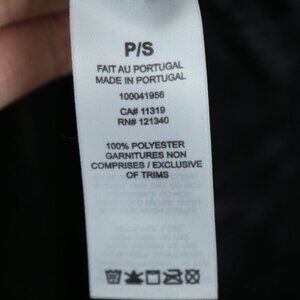 P/S
FAIT AU PORTUGAL
MADE IN PORTUGAL
100041956
CA# 11319
RN# 121340
100% POLYESTER
GARNITURES NON
COMPRISES / EXCLUSIVE
OF TRIMS